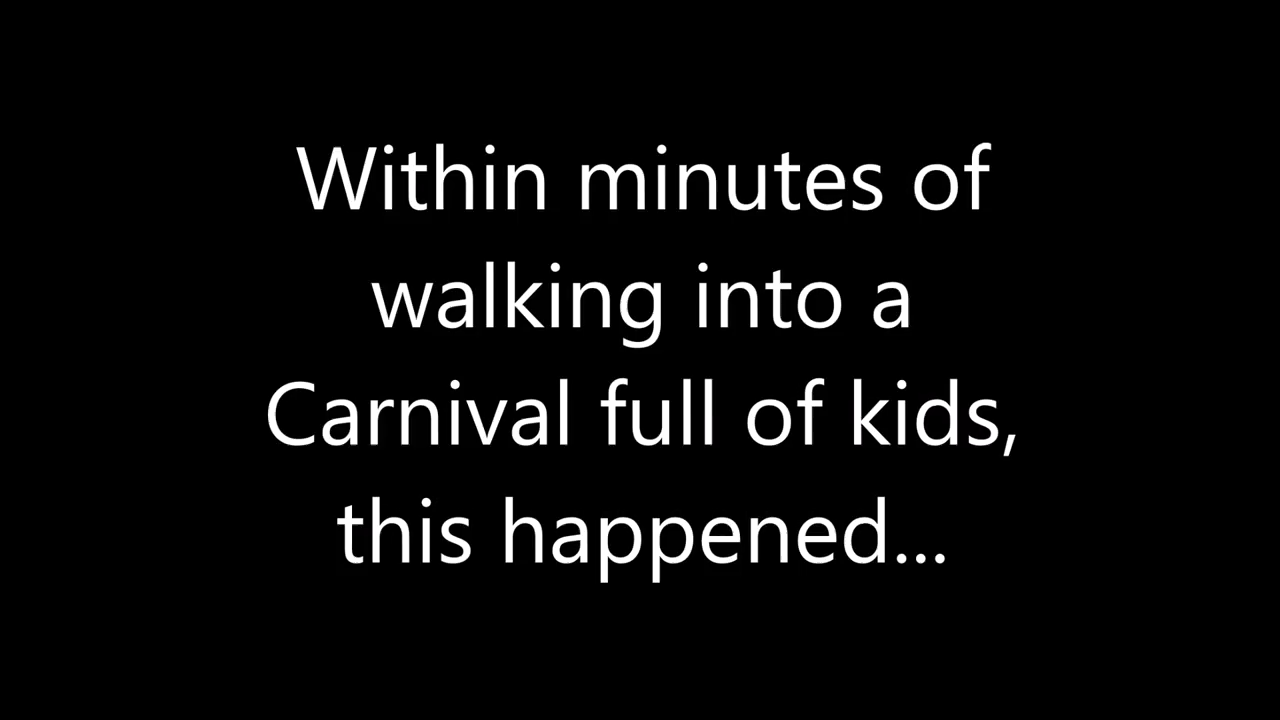 Within minutes of
walking into a
Carnival full of kids,
this happened...